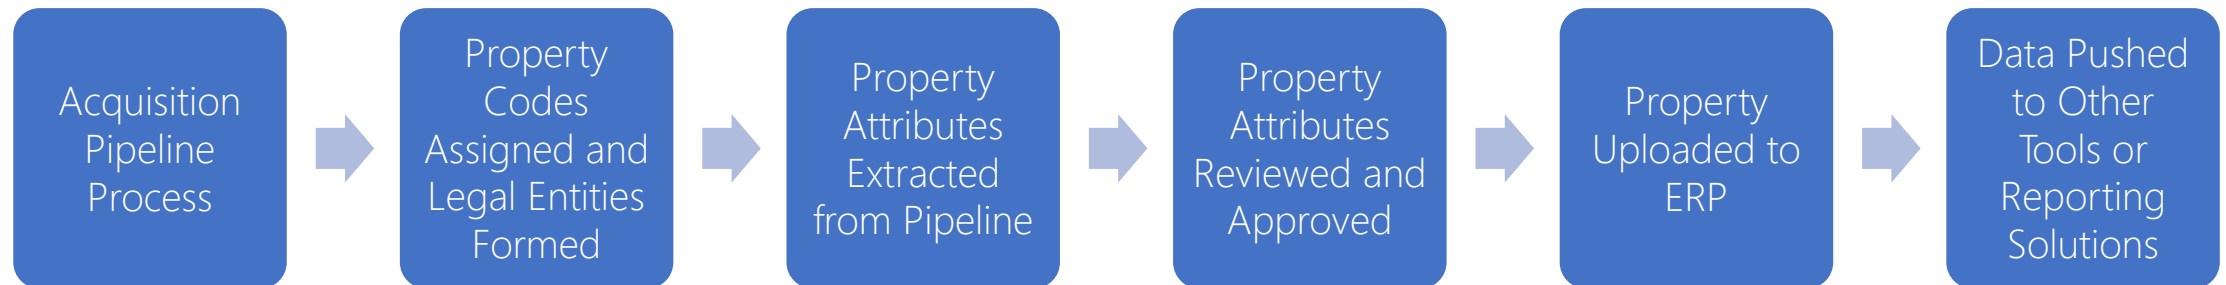 Acquisition
Pipeline
Process
Property
Codes
Assigned and
Legal Entities
Formed
Property
Attributes
Extracted
from Pipeline
Property
Attributes
Reviewed and
Approved
Property
Uploaded to
ERP
Data Pushed
to Other
Tools or
Reporting
Solutions